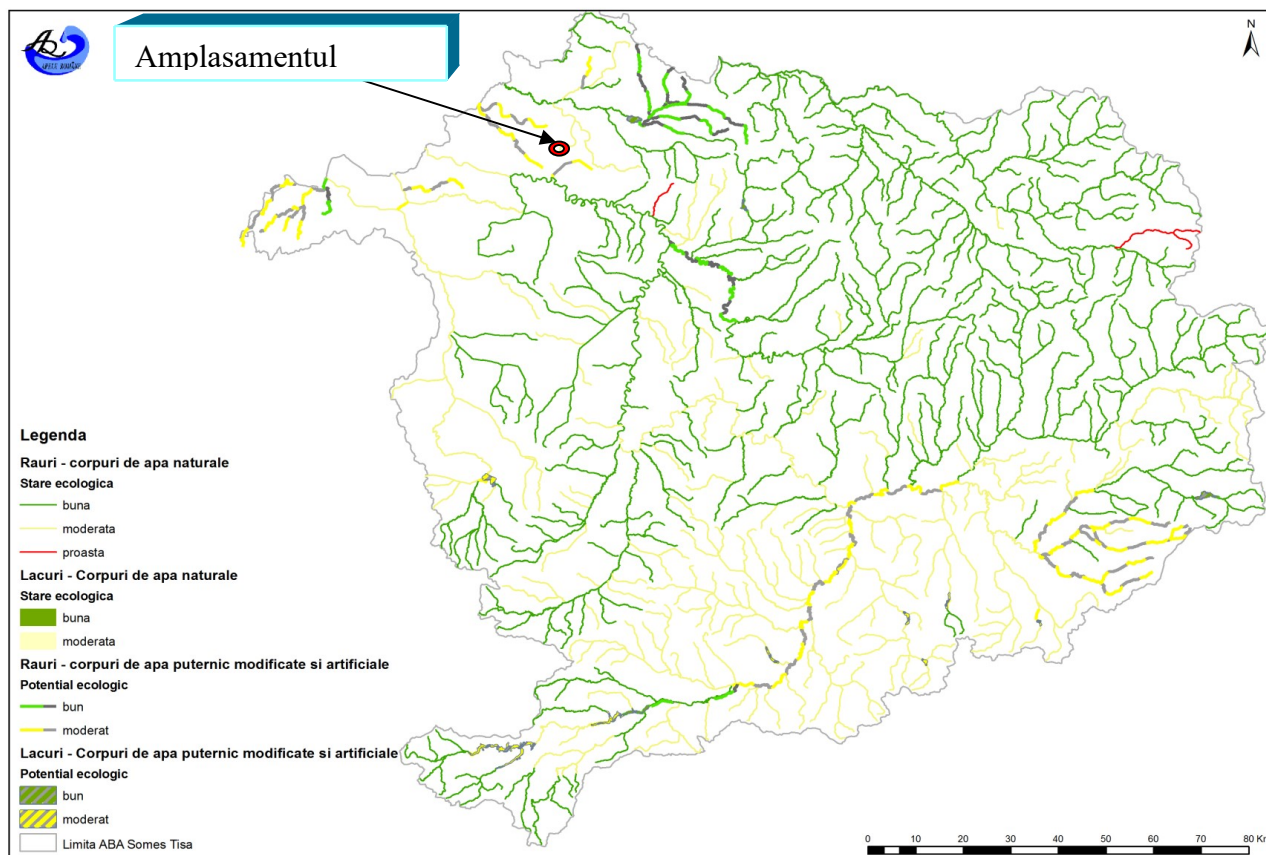 Amplasamentul
N
Legenda
Rauri - corpuri de apa naturale
Stare ecologica
buna
moderata
proasta
Lacuri - Corpuri de apa naturale
Stare ecologica
buna
moderata
Rauri - corpuri de apa puternic modificate si artificiale
Potential ecologic
bun
moderat
Lacuri - Corpuri de apa puternic modificate si artificiale
Potential ecologic
bun
moderat
Limita ABA Somes Tisa
0 10 20 30 40 50 60 70 80 Km